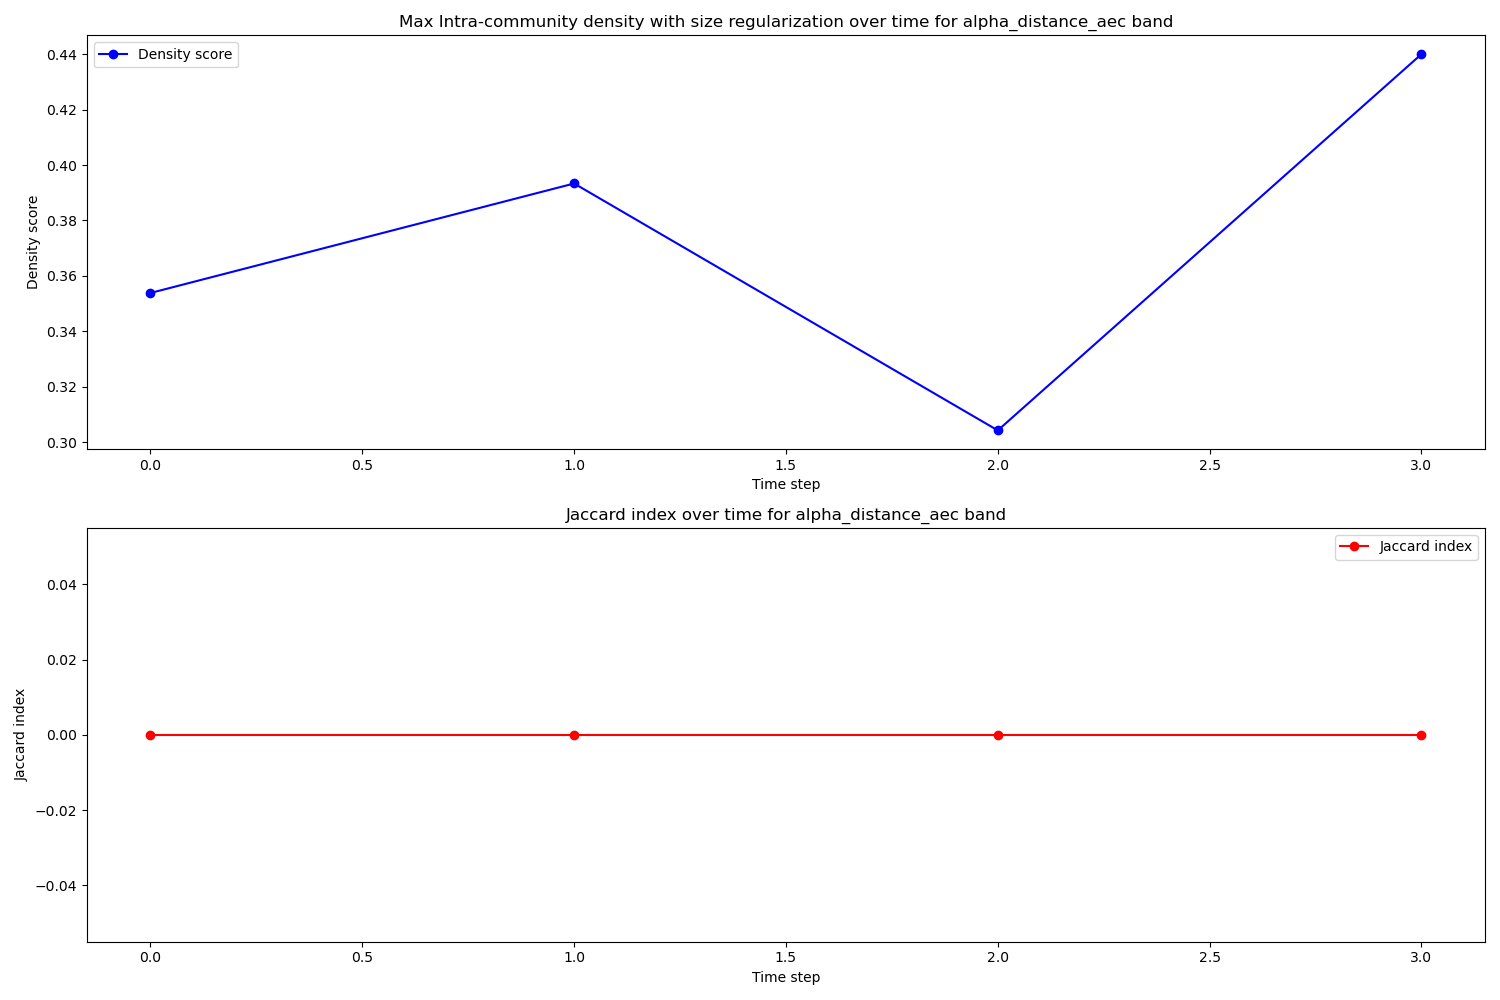 Max Intra-community density with size regularization over time for alpha_distance_aec band
Density score
0.44
0.42
0.40
0.38
0.36
0.34
0.32
0.30
Density score
0.0 0.5 1.0 1.5 2.0 2.5 3.0
Time step
Jaccard index over time for alpha_distance_aec band
Jaccard index
0.04
0.02
0.00
−0.02
−0.04
Jaccard index
0.0 0.5 1.0 1.5 2.0 2.5 3.0
Time step